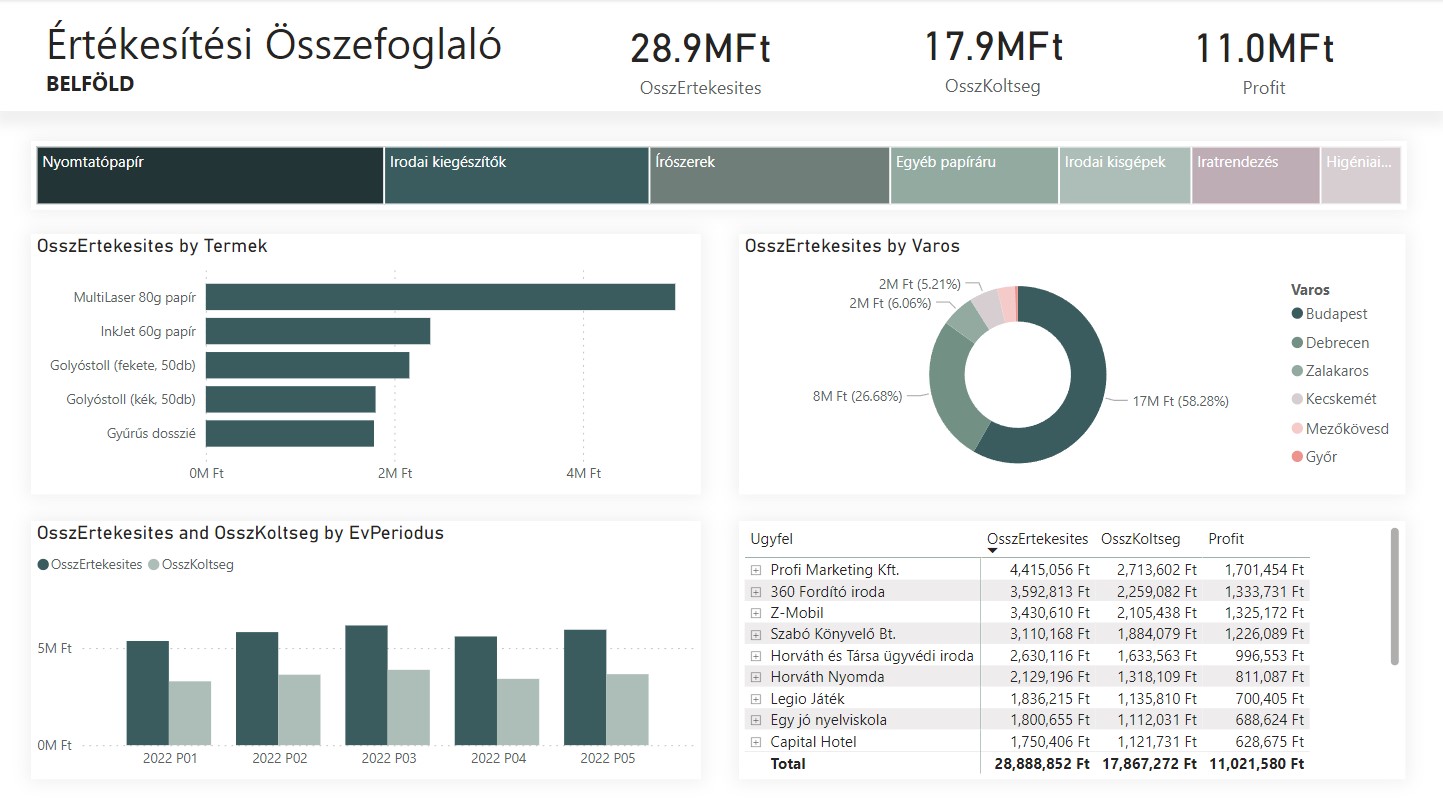 Értékesítési Összefoglaló
BELFÖLD
28.9MFt
OsszErtekesites
17.9MFt
OsszKoltseg
11.0MFt
Profit
Nyomtatópapír
Irodai kiegészítők
Írószerek
Egyéb papíráru
Irodai kisgépek
Iratrendezés
Higéniai...
OsszErtekesites by Termek
MultiLaser 80g papír
InkJet 60g papír
Golyóstoll (fekete, 50db)
Golyóstoll (kék, 50db)
Gyűrűs dosszié
0M Ft 2M Ft 4M Ft
OsszErtekesites by Varos
2M Ft (5.21%)
2M Ft (6.06%)
8M Ft (26.68%)
17M Ft (58.28%)
Varos
Budapest
Debrecen
Zalakaros
Kecskemét
Mezőkövesd
Győr
OsszErtekesites and OsszKoltseg by EvPeriodus
OsszErtekesites OsszKoltseg
5M Ft
0M Ft
2022 P01 2022 P02 2022 P03 2022 P04 2022 P05
Ugyfel OsszErtekesites OsszKoltseg Profit
Profi Marketing Kft. 4,415,056 Ft 2,713,602 Ft 1,701,454 Ft
360 Fordító iroda 3,592,813 Ft 2,259,082 Ft 1,333,731 Ft
Z-Mobil 3,430,610 Ft 2,105,438 Ft 1,325,172 Ft
Szabó Könyvelő Bt. 3,110,168 Ft 1,884,079 Ft 1,226,089 Ft
Horváth és Társa ügyvédi iroda 2,630,116 Ft 1,633,563 Ft 996,553 Ft
Horváth Nyomda 2,129,196 Ft 1,318,109 Ft 811,087 Ft
Legio Játék 1,836,215 Ft 1,135,810 Ft 700,405 Ft
Egy jó nyelviskola 1,800,655 Ft 1,112,031 Ft 688,624 Ft
Capital Hotel 1,750,406 Ft 1,121,731 Ft 628,675 Ft
Total 28,888,852 Ft 17,867,272 Ft 11,021,580 Ft